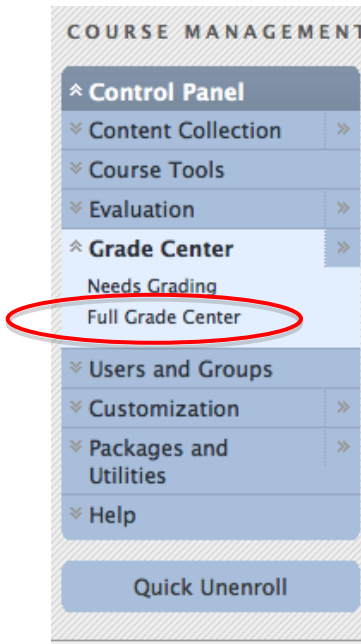 COURSE MANAGEMENT
Control Panel
Content Collection
Course Tools
Evaluation
Grade Center
Needs Grading
Full Grade Center
Users and Groups
Customization
Packages and
Utilities
Help
Quick Unenroll